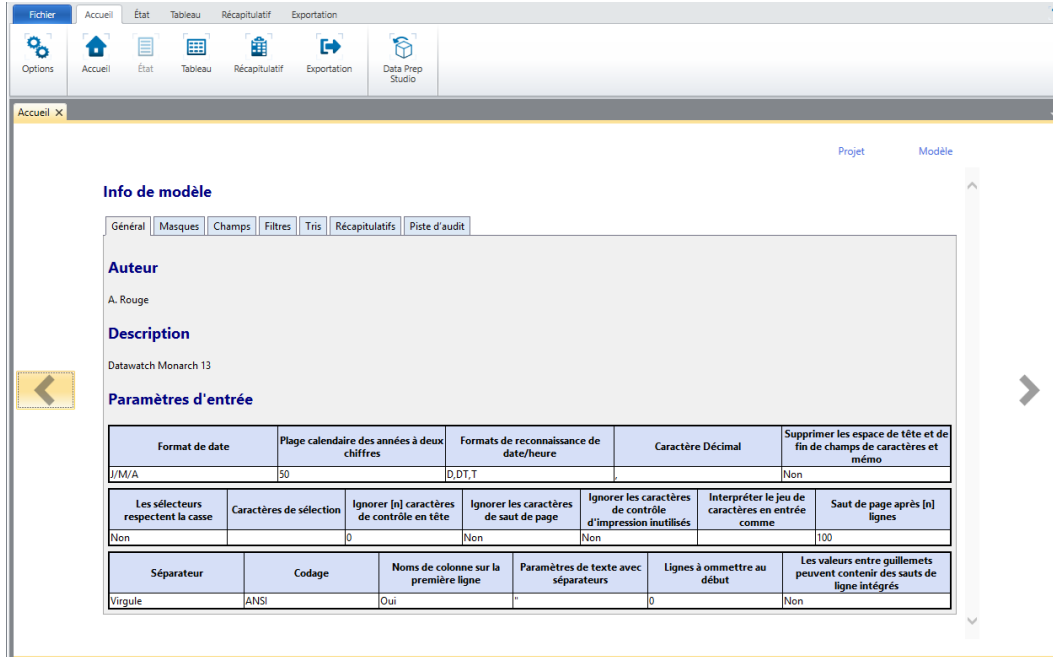 Fichier Accueil État Tableau Récapitulatif Exportation
Options Accueil État Tableau Récapitulatif Exportation Data Prep
Studio
Accueil X
Projet Modèle
Info de modèle
Général Masques Champs Filtres Tris Récapitulatifs Piste d'audit
Auteur
A. Rouge
Description
Datawatch Monarch 13
Paramètres d'entrée
Format de date
Plage calendaire des années à deux
chiffres
Formats de reconnaissance de
date/heure
Caractère Décimal
Supprimer les espace de tête et de
fin de champs de caractères et
mémo
J/M/A 50 D,DT,T , Non
Les sélecteurs
respectent la casse
Caractères de sélection
Ignorer [n] caractères
de contrôle en tête
Ignorer les caractères
de saut de page
Ignorer les caractères
de contrôle
d'impression inutilisés
Interpréter le jeu de
caractères en entrée
comme
Saut de page après [n]
lignes
Non 0 Non Non 100
Séparateur
Codage
Noms de colonne sur la
première ligne
Paramètres de texte avec
séparateurs
Lignes à ommettre au
début
Les valeurs entre guillemets
peuvent contenir des sauts de
ligne intégrés
Virgule ANSI Oui " 0 Non